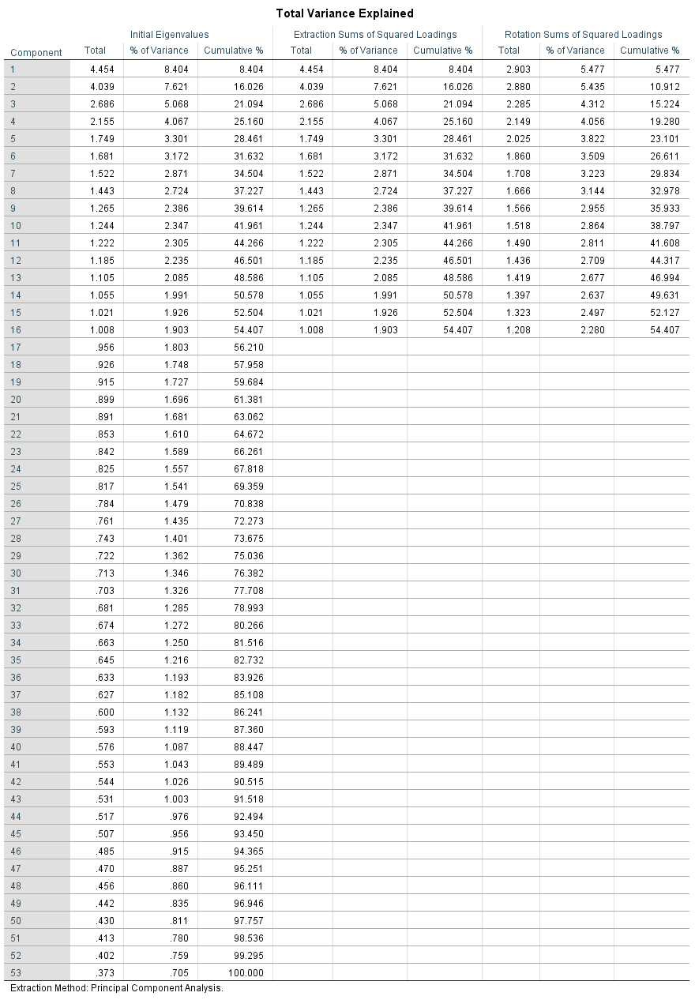 Total Variance Explained
Initial Eigenvalues Extraction Sums of Squared Loadings Rotation Sums of Squared Loadings
Component Total % of Variance Cumulative % Total % of Variance Cumulative % Total % of Variance Cumulative %
1 4.454 8.404 8.404 4.454 8.404 8.404 2.903 5.477 5.477
2 4.039 7.621 16.026 4.039 7.621 16.026 2.880 5.435 10.912
3 2.686 5.068 21.094 2.686 5.068 21.094 2.285 4.312 15.224
4 2.155 4.067 25.160 2.155 4.067 25.160 2.149 4.056 19.280
5 1.749 3.301 28.461 1.749 3.301 28.461 2.025 3.822 23.101
6 1.681 3.172 31.632 1.681 3.172 31.632 1.860 3.509 26.611
7 1.522 2.871 34.504 1.522 2.871 34.504 1.708 3.223 29.834
8 1.443 2.724 37.227 1.443 2.724 37.227 1.666 3.144 32.978
9 1.265 2.386 39.614 1.265 2.386 39.614 1.566 2.955 35.933
10 1.244 2.347 41.961 1.244 2.347 41.961 1.518 2.864 38.797
11 1.222 2.305 44.266 1.222 2.305 44.266 1.490 2.811 41.608
12 1.185 2.235 46.501 1.185 2.235 46.501 1.436 2.709 44.317
13 1.105 2.085 48.586 1.105 2.085 48.586 1.419 2.677 46.994
14 1.055 1.991 50.578 1.055 1.991 50.578 1.397 2.637 49.631
15 1.021 1.926 52.504 1.021 1.926 52.504 1.323 2.497 52.127
16 1.008 1.903 54.407 1.008 1.903 54.407 1.208 2.280 54.407
17 .956 1.803 56.210
18 .926 1.748 57.958
19 .915 1.727 59.684
20 .899 1.696 61.381
21 .891 1.681 63.062
22 .853 1.610 64.672
23 .842 1.589 66.261
24 .825 1.557 67.818
25 .817 1.541 69.359
26 .784 1.479 70.838
27 .761 1.435 72.273
28 .743 1.401 73.675
29 .722 1.362 75.036
30 .713 1.346 76.382
31 .703 1.326 77.708
32 .681 1.285 78.993
33 .674 1.272 80.266
34 .663 1.250 81.516
35 .645 1.216 82.732
36 .633 1.193 83.926
37 .627 1.182 85.108
38 .600 1.132 86.241
39 .593 1.119 87.360
40 .576 1.087 88.447
41 .553 1.043 89.489
42 .544 1.026 90.515
43 .531 1.003 91.518
44 .517 .976 92.494
45 .507 .956 93.450
46 .485 .915 94.365
47 .470 .887 95.251
48 .456 .860 96.111
49 .442 .835 96.946
50 .430 .811 97.757
51 .413 .780 98.536
52 .402 .759 99.295
53 .373 .705 100.000
Extraction Method: Principal Component Analysis.